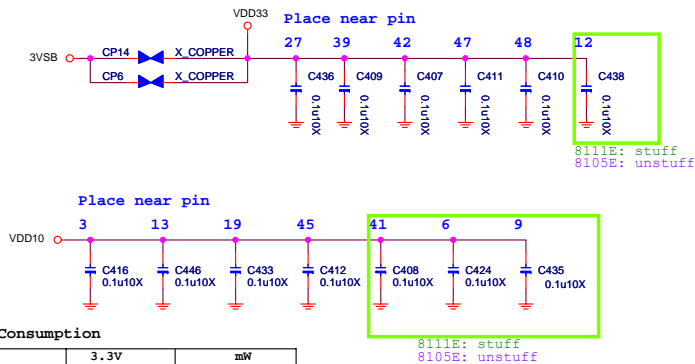 VDD33
Place near pin
3VSB
CP14 X_COPPER
CP6 X_COPPER
27 39 42 47 48 12
C436 C409 C407 C411 C410 C438
0.1u10X 0.1u10X 0.1u10X 0.1u10X 0.1u10X 0.1u10X
8111E: stuff
8105E: unstuff
Place near pin
VDD10
3 13 19 45 41 6 9
C416 C446 C433 C412 C408 C424 C435
0.1u10X 0.1u10X 0.1u10X 0.1u10X 0.1u10X 0.1u10X 0.1u10X
8111E: stuff
8105E: unstuff
Consumption
3.3V mW